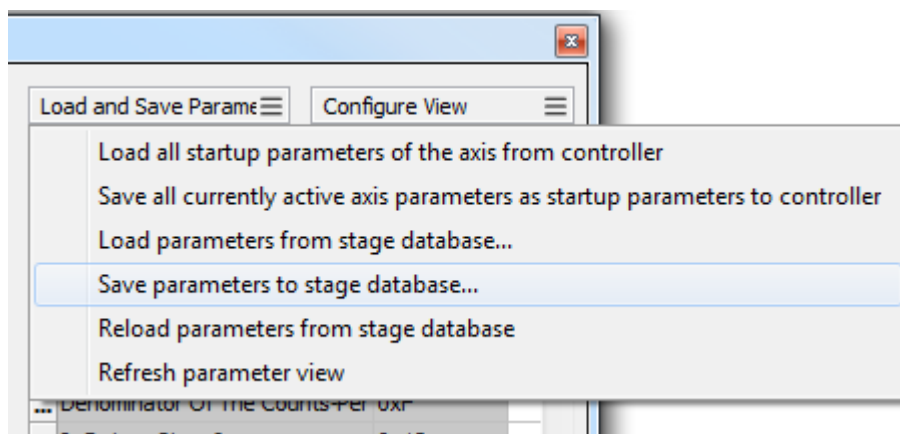 Load and Save Parame
Configure View
Load all startup parameters of the axis from controller
Save all currently active axis parameters as startup parameters to controller
Load parameters from stage database...
Save parameters to stage database...
Reload parameters from stage database
Refresh parameter view
... Denominator Of The Counts-Per 0xF